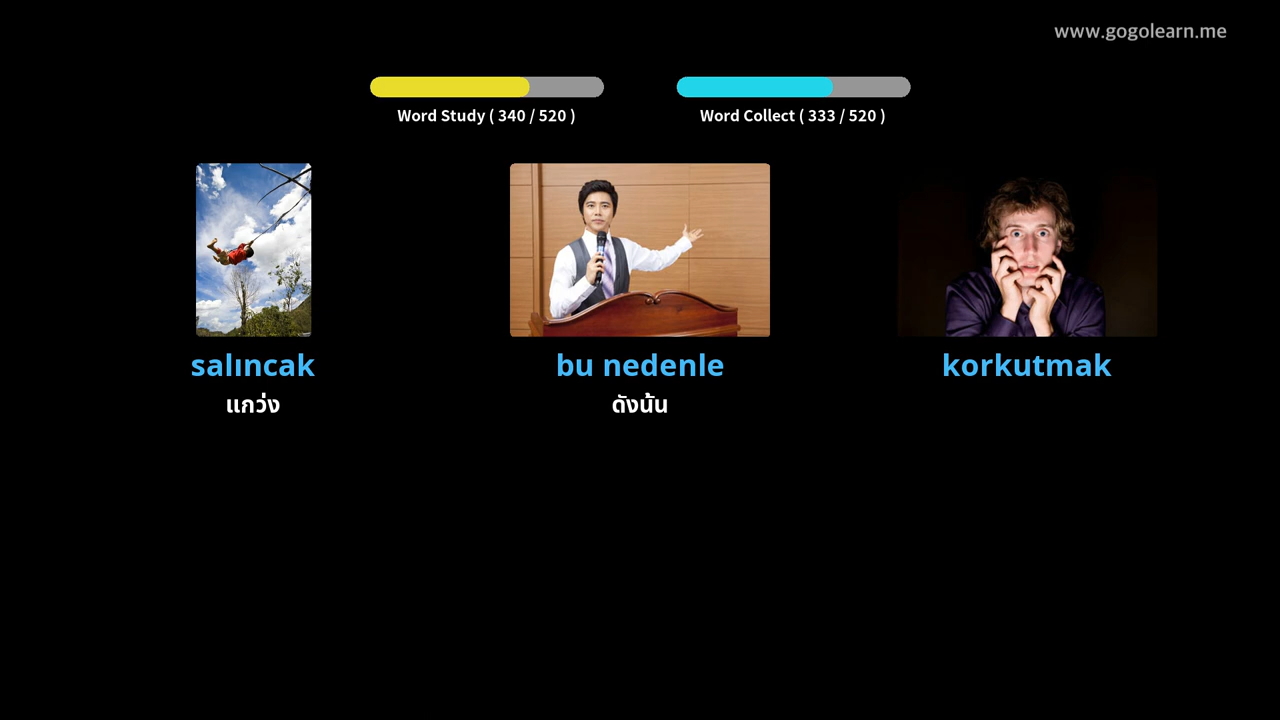 www.gogolearn.me
Word Study ( 340 / 520 )
Word Collect ( 333 / 520 )
salıncak
bu nedenle
korkutmak
แกว่ง
ดังนั้น